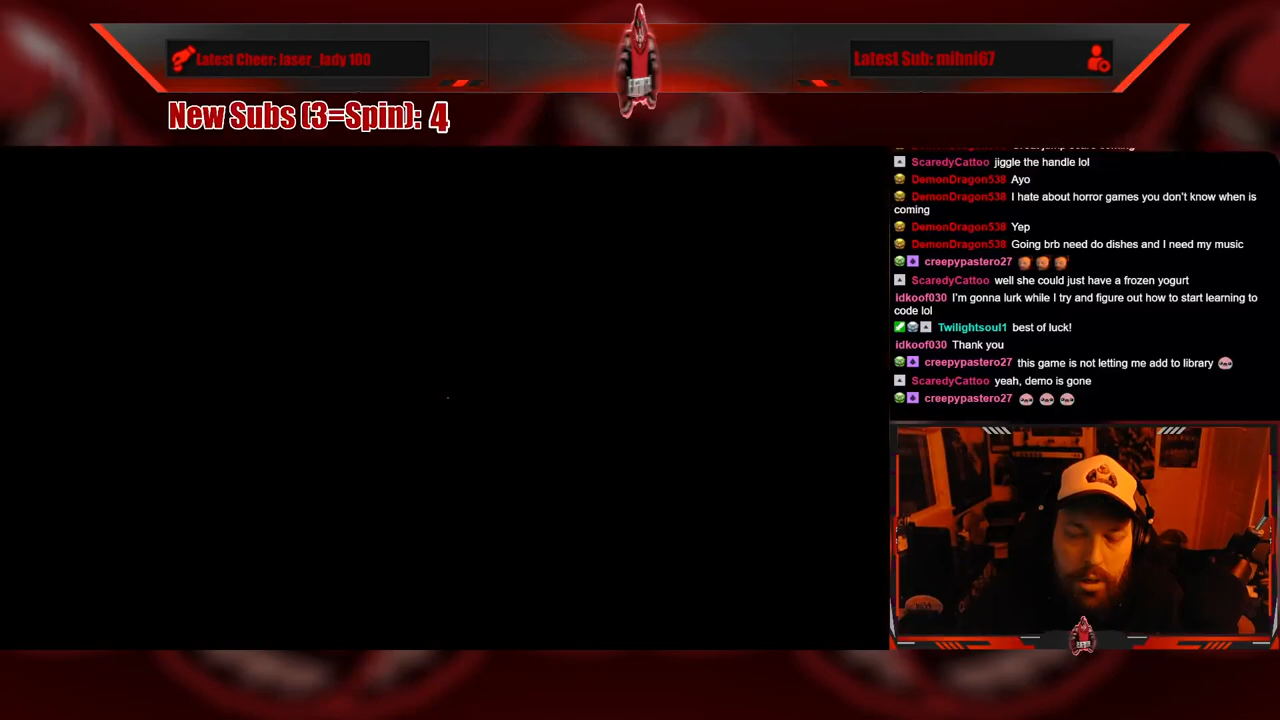 Latest Cheer: laser_lady 100
Latest Sub: mihni67
New Subs (3=Spin): 4
ScaredyCattoo jiggle the handle lol
DemonDragon538 Ayo
DemonDragon538 I hate about horror games you don't know when is
coming
DemonDragon538 Yep
DemonDragon538 Going brb need do dishes and I need my music
creepypastero27
ScaredyCattoo well she could just have a frozen yogurt
idkoof030 I'm gonna lurk while I try and figure out how to start learning to
code lol
Twilightsoul1 best of luck!
idkoof030 Thank you
creepypastero27 this game is not letting me add to library
ScaredyCattoo yeah, demo is gone
creepypastero27